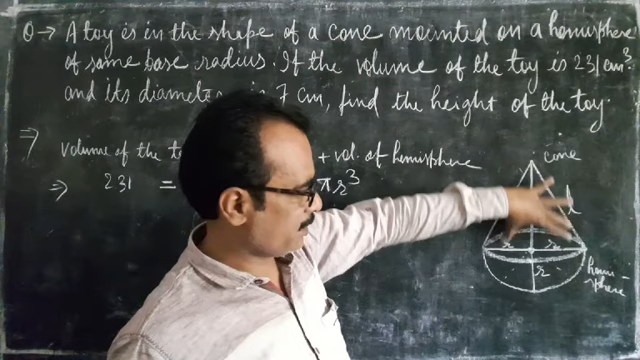 Q → A toy is in the shape of a cone mounted on a hemisphere
of same base radius. If the volume of the toy is 231 cm³
and its diameter is 7 cm, find the height of the toy.
⇒
volume of the + vol. of hemisphere
⇒ 231 = πr³
cone
l
r r
r
hemi-
sphere